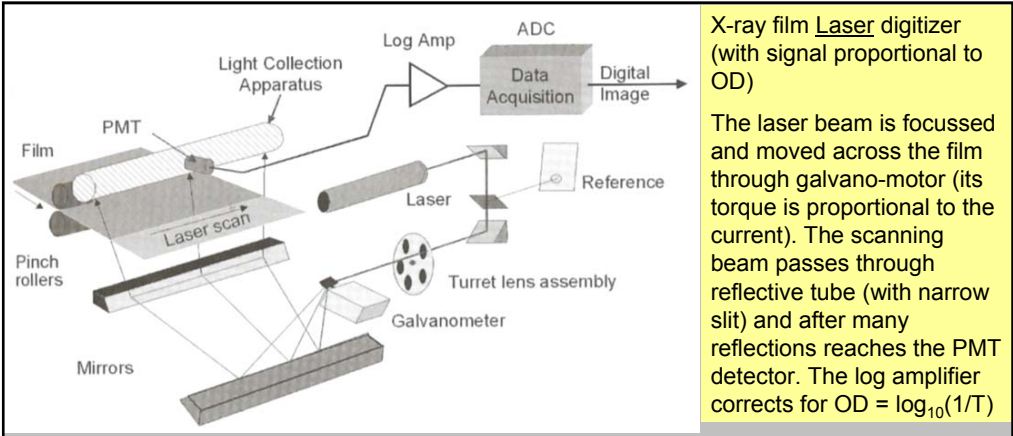 ADC
Log Amp
Light Collection
Apparatus
Data
Acquisition
Digital
Image
PMT
Film
Laser
Reference
Laser scan
Pinch
rollers
Turret lens assembly
Galvanometer
Mirrors
X-ray film Laser digitizer
(with signal proportional to
OD)
The laser beam is focussed
and moved across the film
through galvano-motor (its
torque is proportional to the
current). The scanning
beam passes through
reflective tube (with narrow
slit) and after many
reflections reaches the PMT
detector. The log amplifier
corrects for OD = log₁₀(1/T)